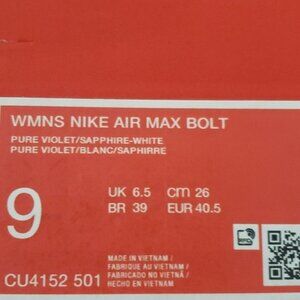 WMNS NIKE AIR MAX BOLT
PURE VIOLET/SAPPHIRE-WHITE
PURE VIOLET/BLANC/SAPHIRRE
9
UK 6.5 cm 26
BR 39 EUR 40.5
MADE IN VIETNAM /
FABRIQUE AU VIETNAM /
FABRICADO NO VIETNÃ /
HECHO EN VIETNAM
CU4152 501